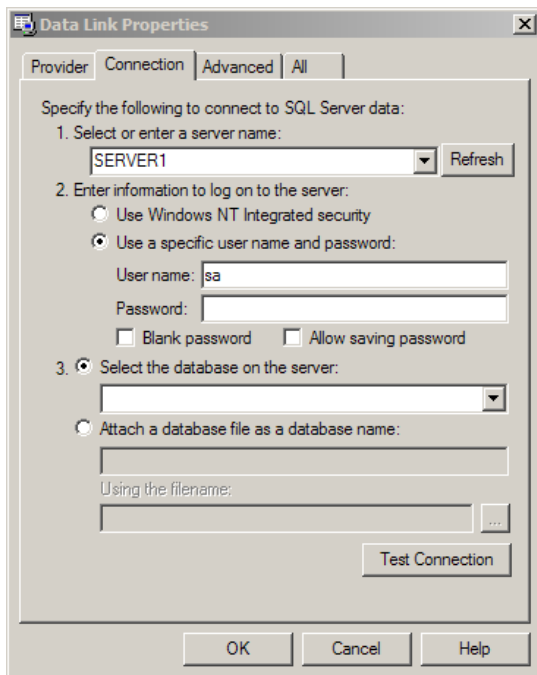 Data Link Properties
Provider Connection Advanced All
Specify the following to connect to SQL Server data:
1. Select or enter a server name:
SERVER1 Refresh
2. Enter information to log on to the server:
Use Windows NT Integrated security
Use a specific user name and password:
User name: sa
Password:
Blank password Allow saving password
3. Select the database on the server:
Attach a database file as a database name:
Using the filename:
...
Test Connection
OK Cancel Help